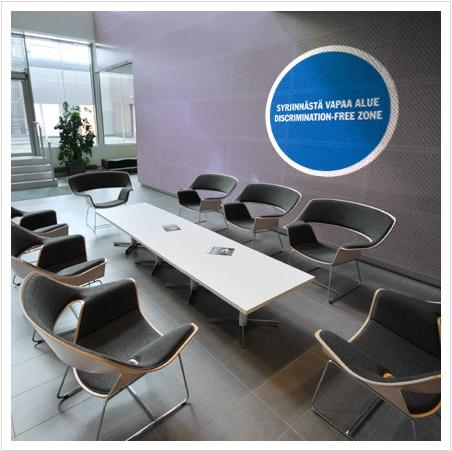 SYRJINNÄSTÄ VAPAA ALUE
DISCRIMINATION-FREE ZONE